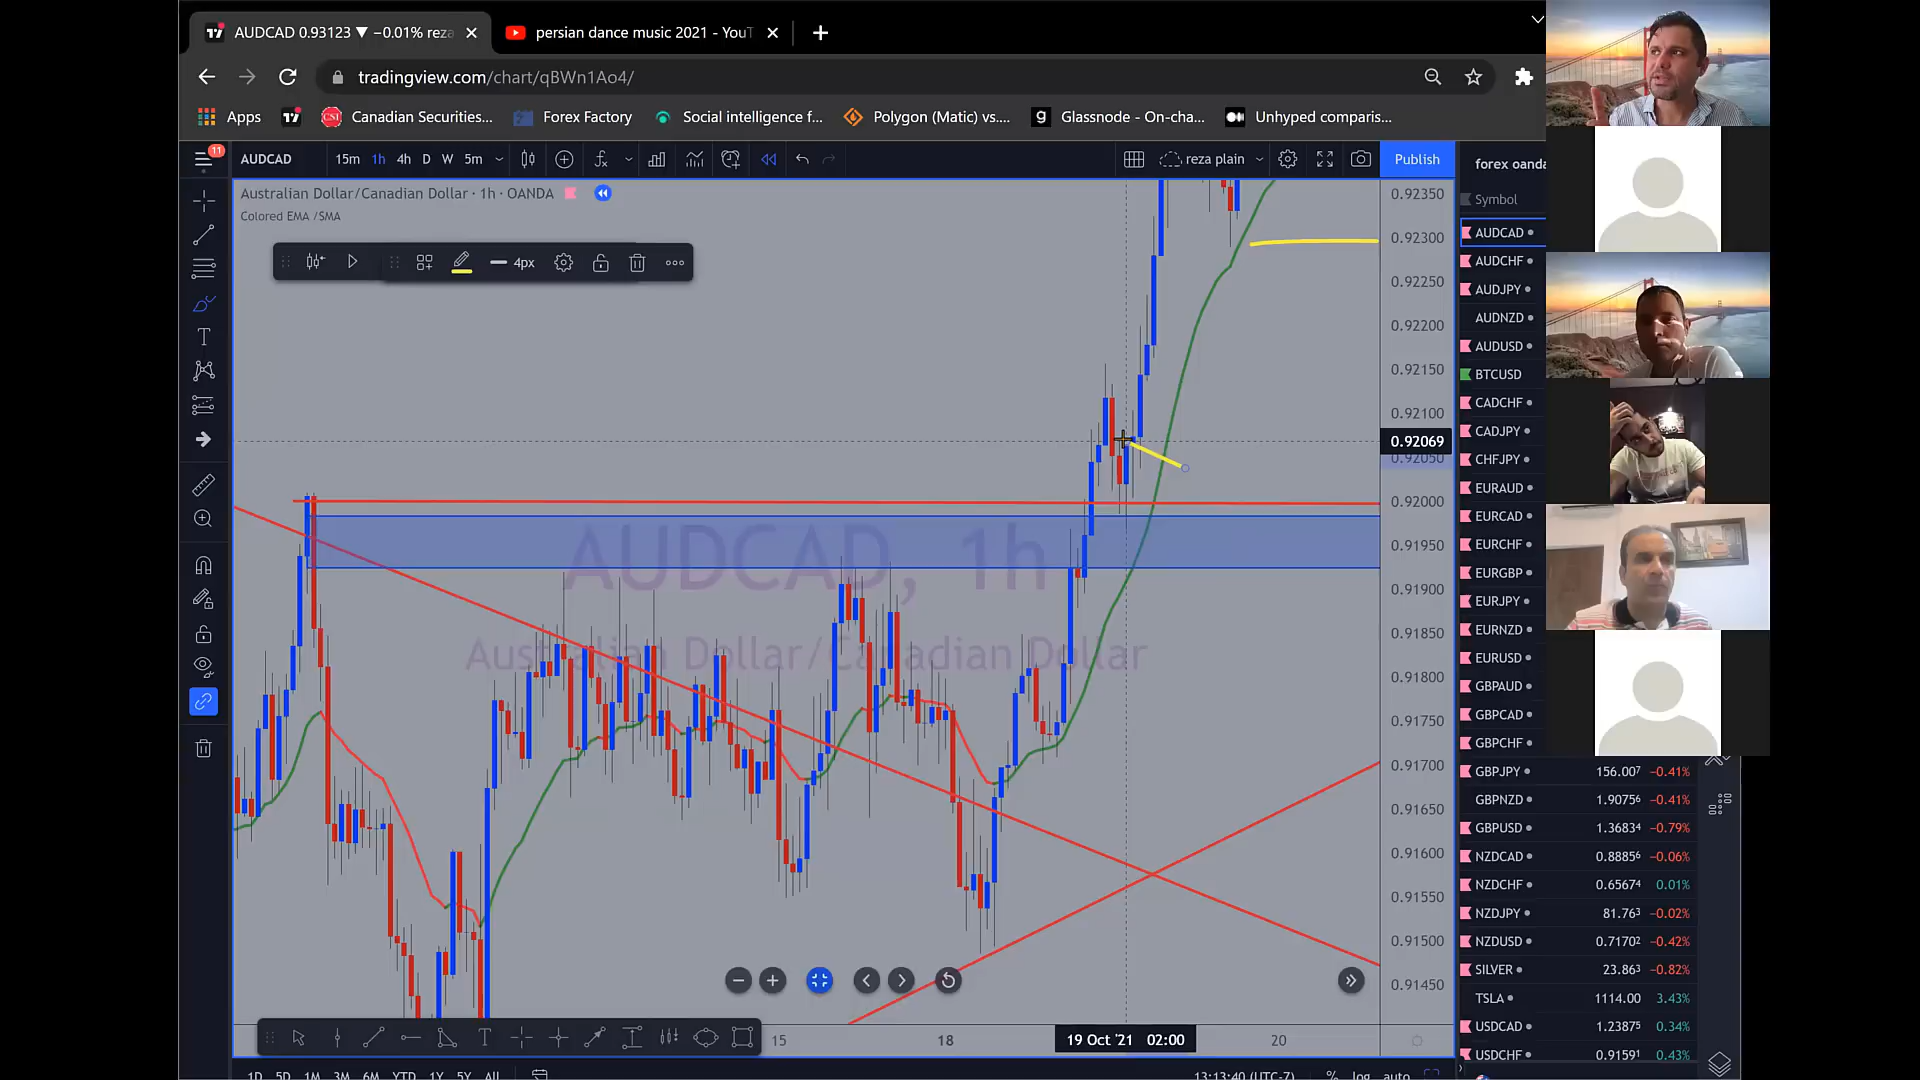 AUDCAD 0.93123 ▼ −0.01% reza
persian dance music 2021 - YouT
tradingview.com/chart/qBWn1Ao4/
Apps
Canadian Securities...
Forex Factory
Social intelligence f...
Polygon (Matic) vs....
Glassnode - On-cha...
Unhyped comparis...
11
AUDCAD 15m 1h 4h D W 5m
reza plain
Publish
Australian Dollar/Canadian Dollar · 1h · OANDA
Colored EMA /SMA
4px
AUDCAD, 1h
Australian Dollar/Canadian Dollar
0.92350
0.92300
0.92250
0.92200
0.92150
0.92100
0.92069
0.92050
0.92000
0.91950
0.91900
0.91850
0.91800
0.91750
0.91700
0.91650
0.91600
0.91550
0.91500
0.91450
15 18 19 Oct '21 02:00 20
1D 5D 1M 3M 6M YTD 1Y 5Y All
13:13:40 (UTC-7) % log auto
forex oanda
Symbol
AUDCAD
AUDCHF
AUDJPY
AUDNZD
AUDUSD
BTCUSD
CADCHF
CADJPY
CHFJPY
EURAUD
EURCAD
EURCHF
EURGBP
EURJPY
EURNZD
EURUSD
GBPAUD
GBPCAD
GBPCHF
GBPJPY 156.007 −0.41%
GBPNZD 1.90756 −0.41%
GBPUSD 1.36834 −0.79%
NZDCAD 0.88856 −0.06%
NZDCHF 0.65674 0.01%
NZDJPY 81.763 −0.02%
NZDUSD 0.71702 −0.42%
SILVER 23.863 −0.82%
TSLA 1114.00 3.43%
USDCAD 1.23875 0.34%
USDCHF 0.91591 0.43%